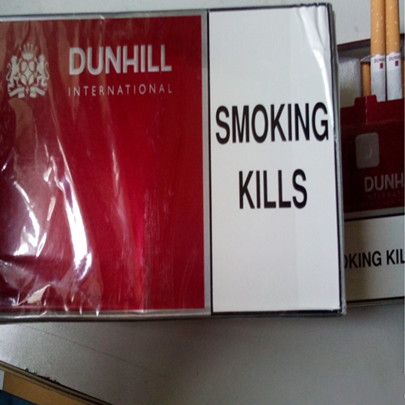 DUNHILL
INTERNATIONAL
SMOKING
KILLS
DUNH
OKING KIL